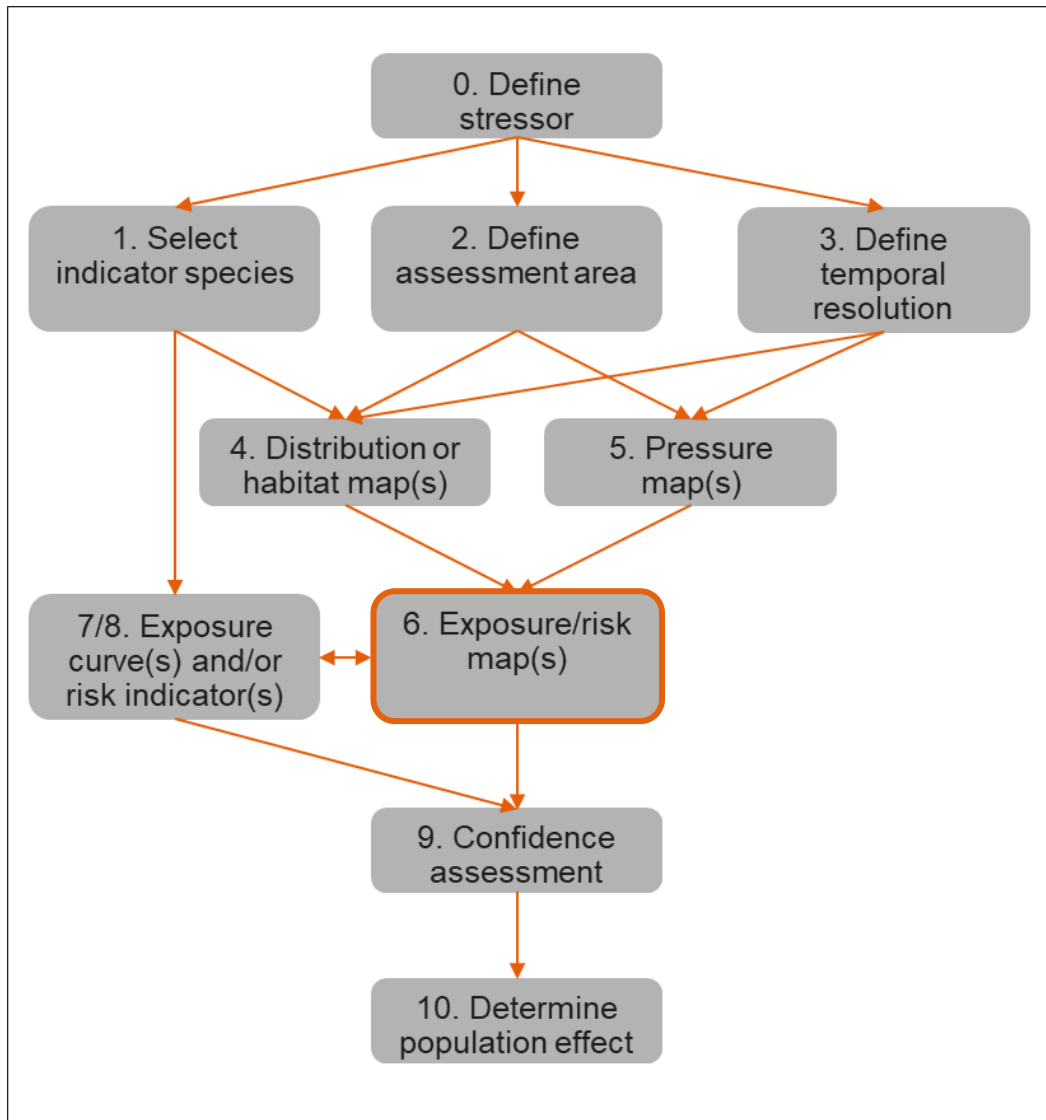 0. Define
stressor
1. Select
indicator species
2. Define
assessment area
3. Define
temporal
resolution
4. Distribution or
habitat map(s)
5. Pressure
map(s)
7/8. Exposure
curve(s) and/or
risk indicator(s)
6. Exposure/risk
map(s)
9. Confidence
assessment
10. Determine
population effect